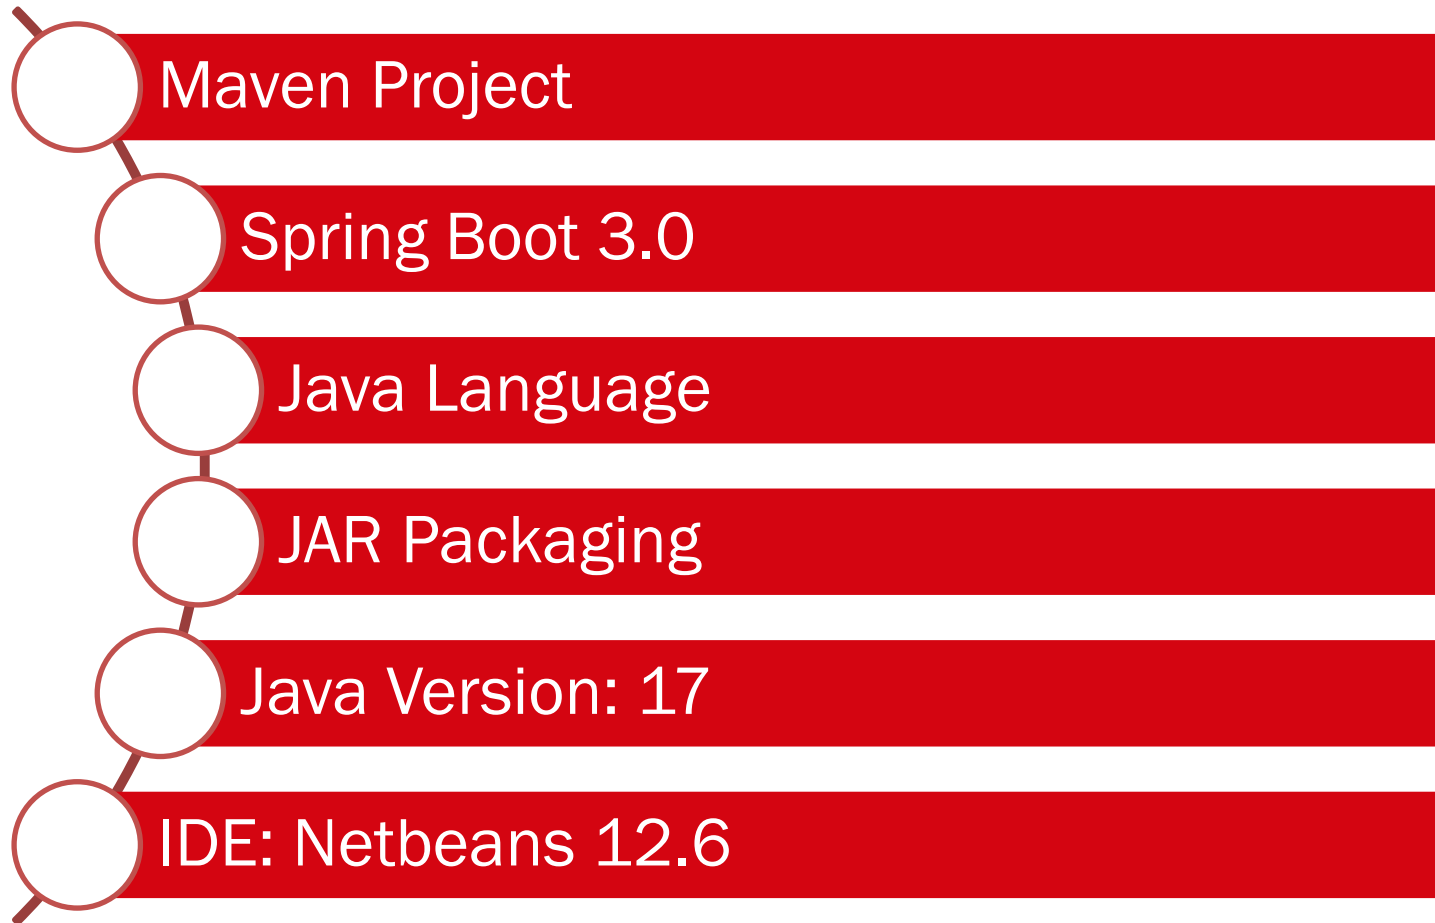 Maven Project
Spring Boot 3.0
Java Language
JAR Packaging
Java Version: 17
IDE: Netbeans 12.6